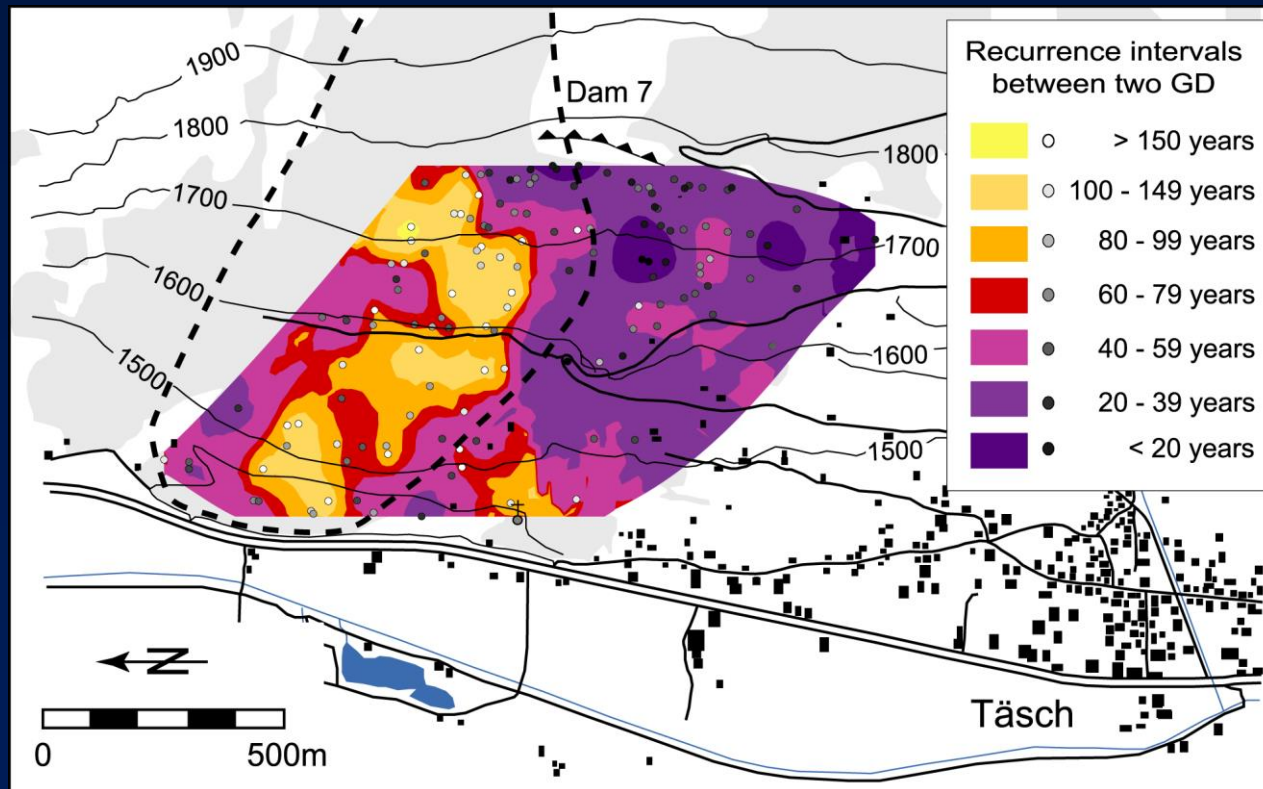 1900
1800
1700
1600
1500
Dam 7
1800
1700
1600
1500
Recurrence intervals
between two GD
> 150 years
100 - 149 years
80 - 99 years
60 - 79 years
40 - 59 years
20 - 39 years
< 20 years
N
0 500m
Täsch